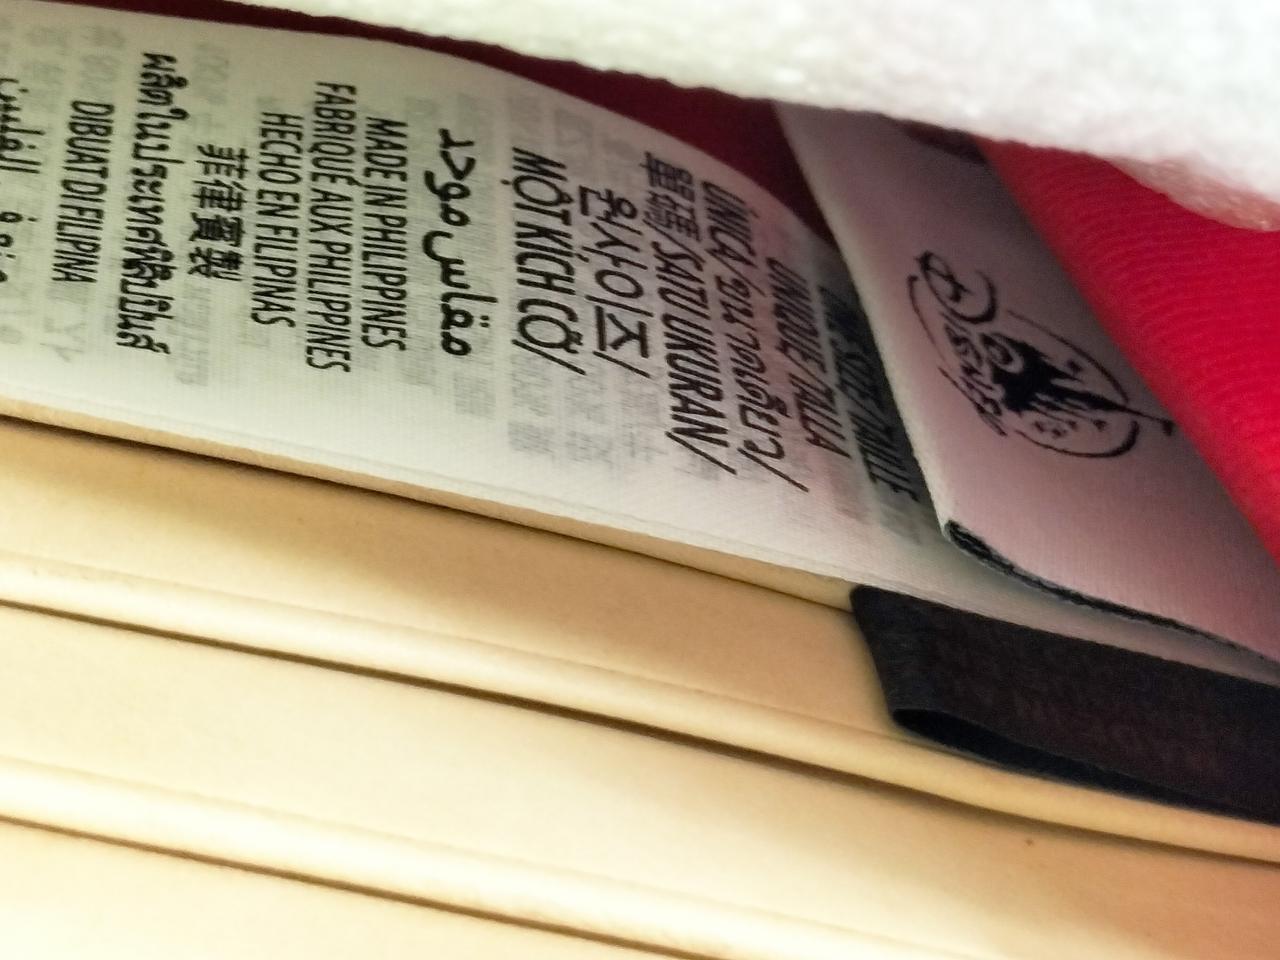 ONE SIZE / TAILLE
UNIQUE / TALLA
ÚNICA / ขนาดเดียว /
單碼 / SATU UKURAN /
원사이즈 /
MỘT KÍCH CỠ /
مقاس موحد
MADE IN PHILIPPINES
FABRIQUÉ AUX PHILIPPINES
HECHO EN FILIPINAS
菲律賓製
ผลิตในประเทศฟิลิปปินส์
DIBUAT DI FILIPINA